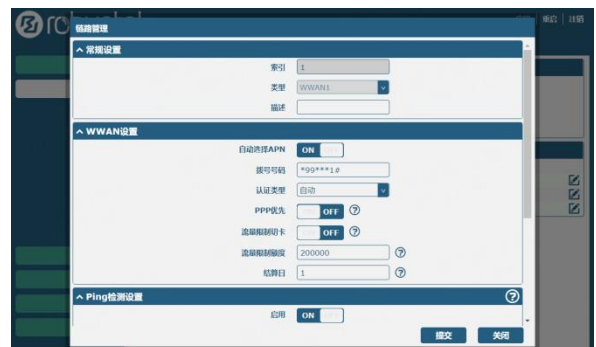 重启 | 注销
链路管理
^ 常规设置
索引 1
类型 WWAN1 v
描述
^ WWAN设置
自动选择APN ON
拨号号码 *99***1#
认证类型 自动 v
PPP优先 OFF ?
流量限制切卡 OFF ?
流量限制额度 200000 ?
结算日 1 ?
^ Ping检测设置 ?
启用 ON
提交 关闭